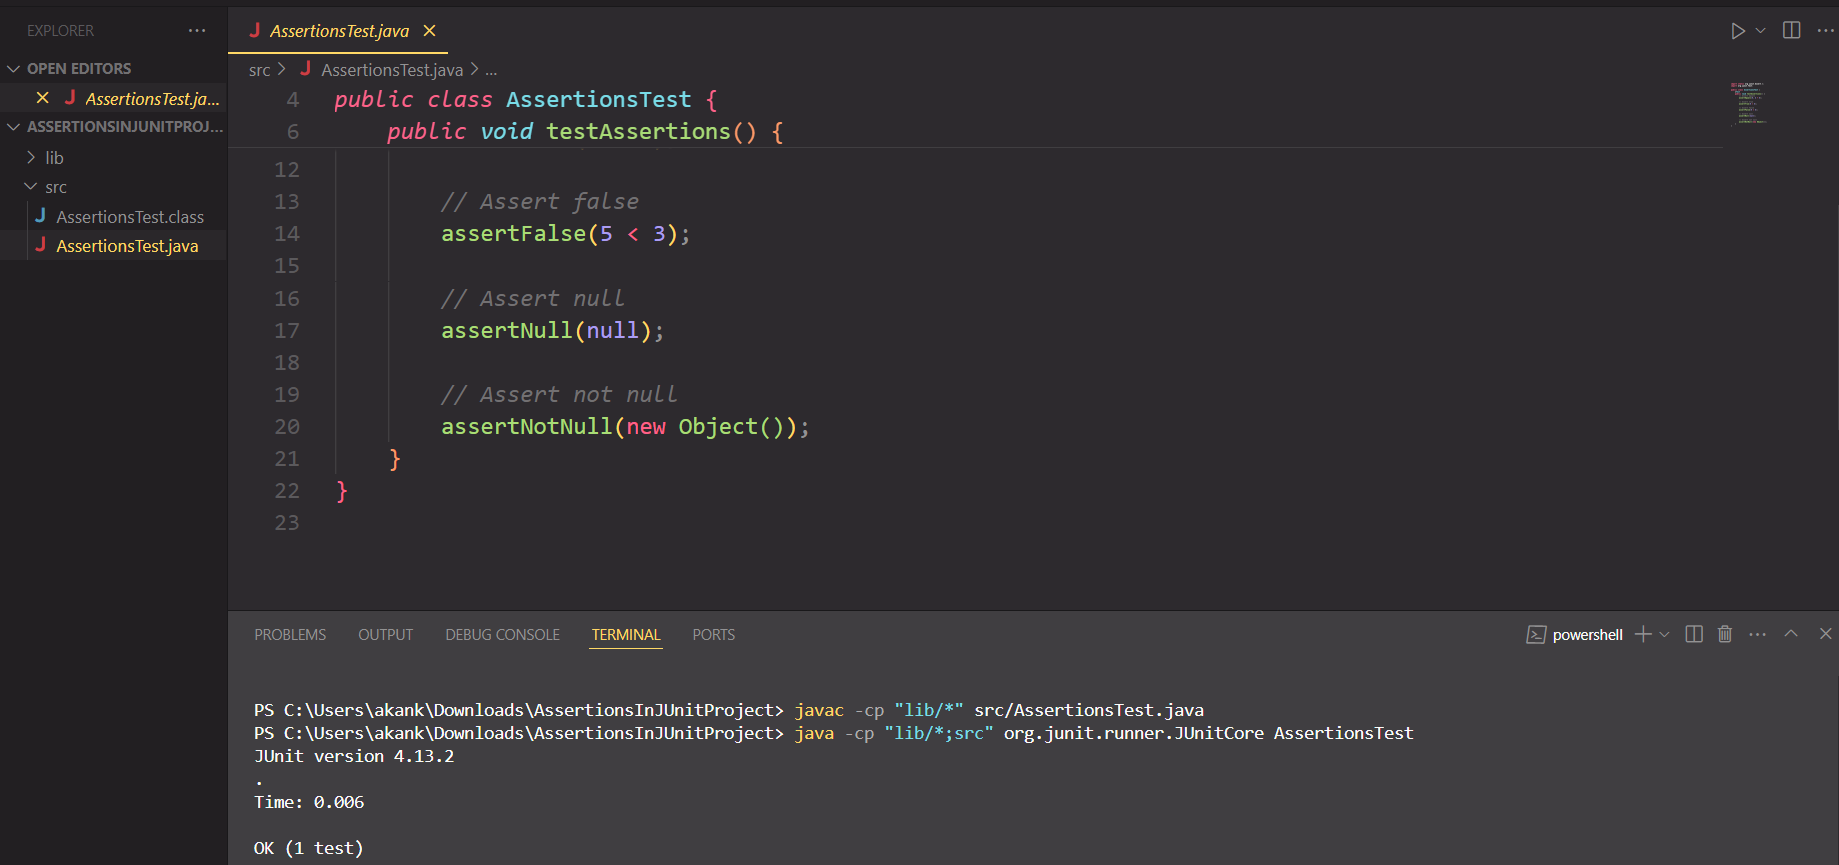 EXPLORER
OPEN EDITORS
AssertionsTest.ja...
ASSERTIONSINJUNITPROJ...
lib
src
AssertionsTest.class
AssertionsTest.java
AssertionsTest.java
src > AssertionsTest.java > ...
4 public class AssertionsTest {
6 public void testAssertions() {
12
13 // Assert false
14 assertFalse(5 < 3);
15
16 // Assert null
17 assertNull(null);
18
19 // Assert not null
20 assertNotNull(new Object());
21 }
22 }
23
PROBLEMS OUTPUT DEBUG CONSOLE TERMINAL PORTS
powershell
PS C:\Users\akank\Downloads\AssertionsInJUnitProject> javac -cp "lib/*" src/AssertionsTest.java
PS C:\Users\akank\Downloads\AssertionsInJUnitProject> java -cp "lib/*;src" org.junit.runner.JUnitCore AssertionsTest
JUnit version 4.13.2
.
Time: 0.006
OK (1 test)